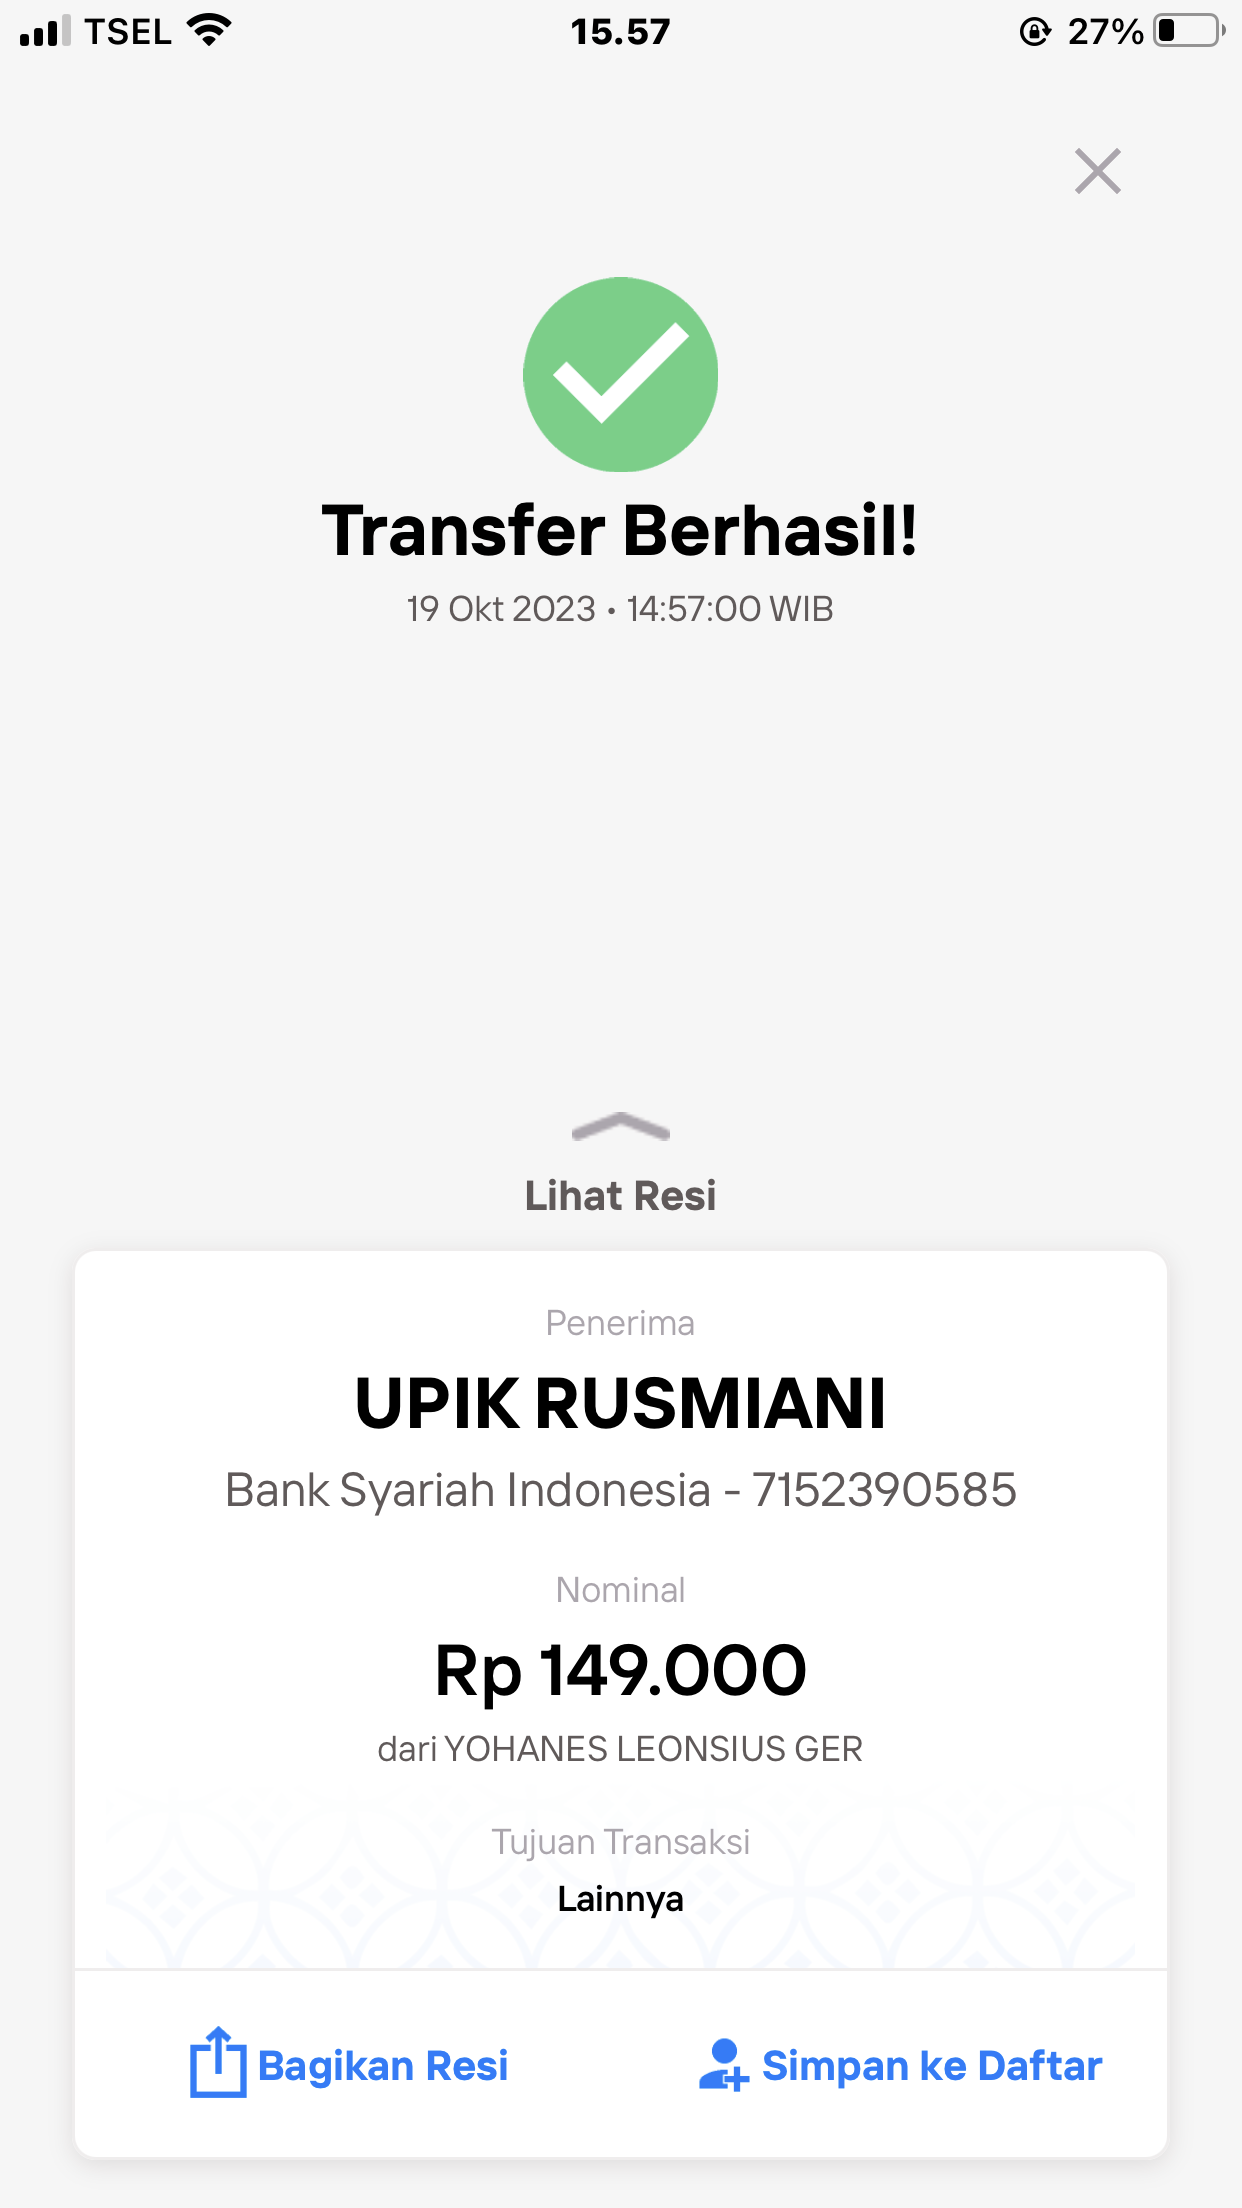 TSEL 15.57 27%
Transfer Berhasil!
19 Okt 2023 • 14:57:00 WIB
Lihat Resi
Penerima
UPIK RUSMIANI
Bank Syariah Indonesia - 7152390585
Nominal
Rp 149.000
dari YOHANES LEONSIUS GER
Tujuan Transaksi
Lainnya
Bagikan Resi Simpan ke Daftar